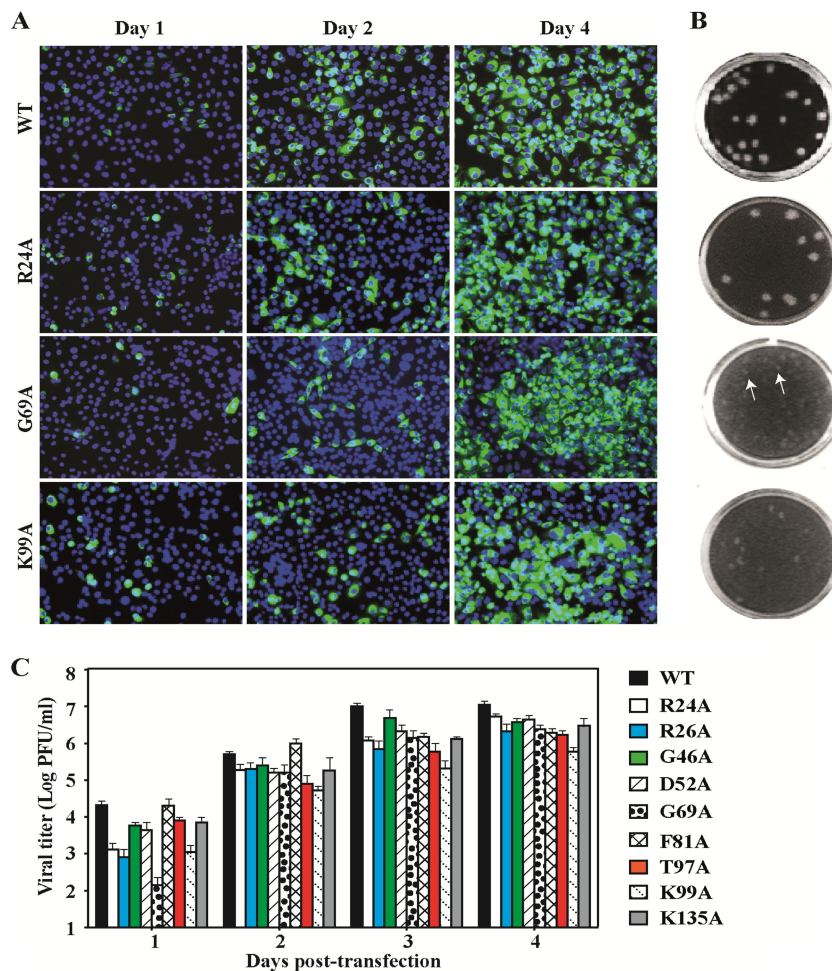 A
Day 1
Day 2
Day 4
B
WT
R24A
G69A
K99A
C
8
7
6
5
4
3
2
1
Viral titer (Log PFU/ml)
1
2
3
4
Days post-transfection
WT
R24A
R26A
G46A
D52A
G69A
F81A
T97A
K99A
K135A